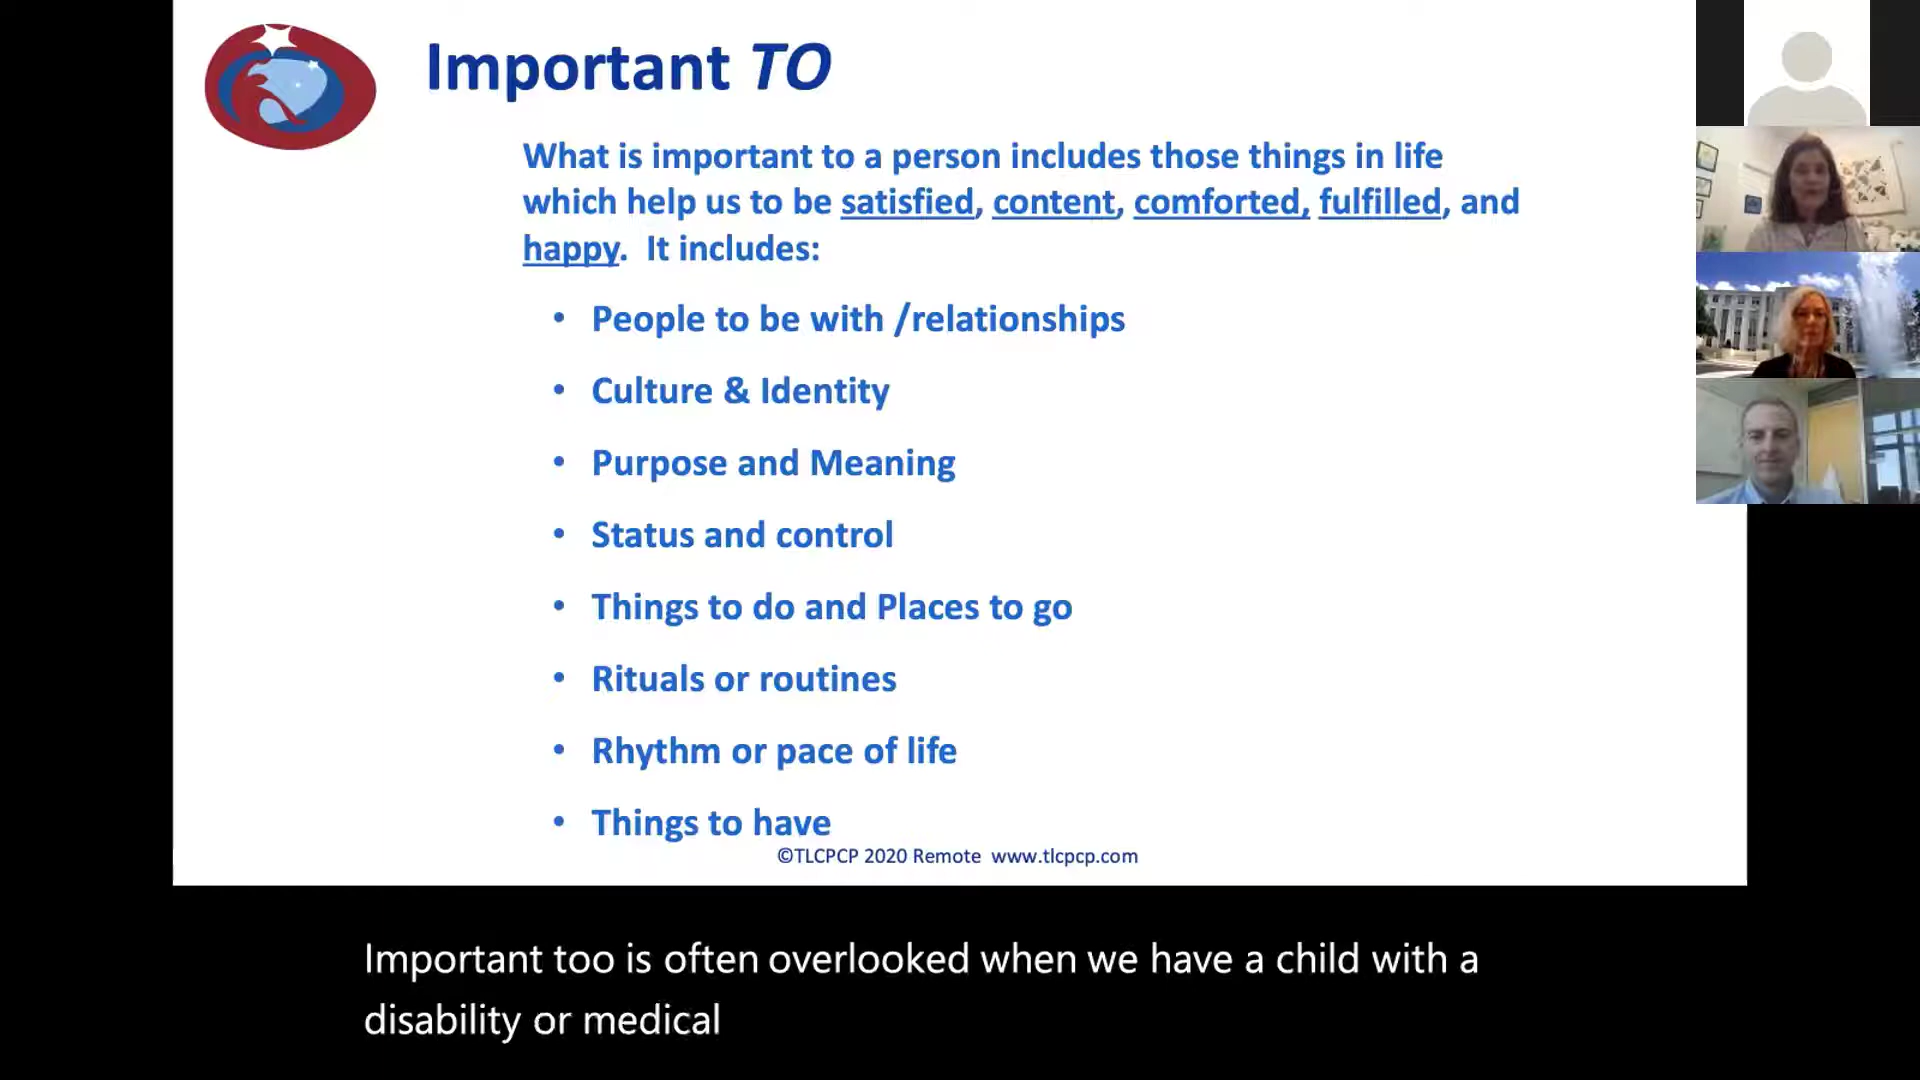 Important TO
What is important to a person includes those things in life
which help us to be satisfied, content, comforted, fulfilled, and
happy.  It includes:
• People to be with /relationships
• Culture & Identity
• Purpose and Meaning
• Status and control
• Things to do and Places to go
• Rituals or routines
• Rhythm or pace of life
• Things to have
©TLCPCP 2020 Remote  www.tlcpcp.com
Important too is often overlooked when we have a child with a
disability or medical